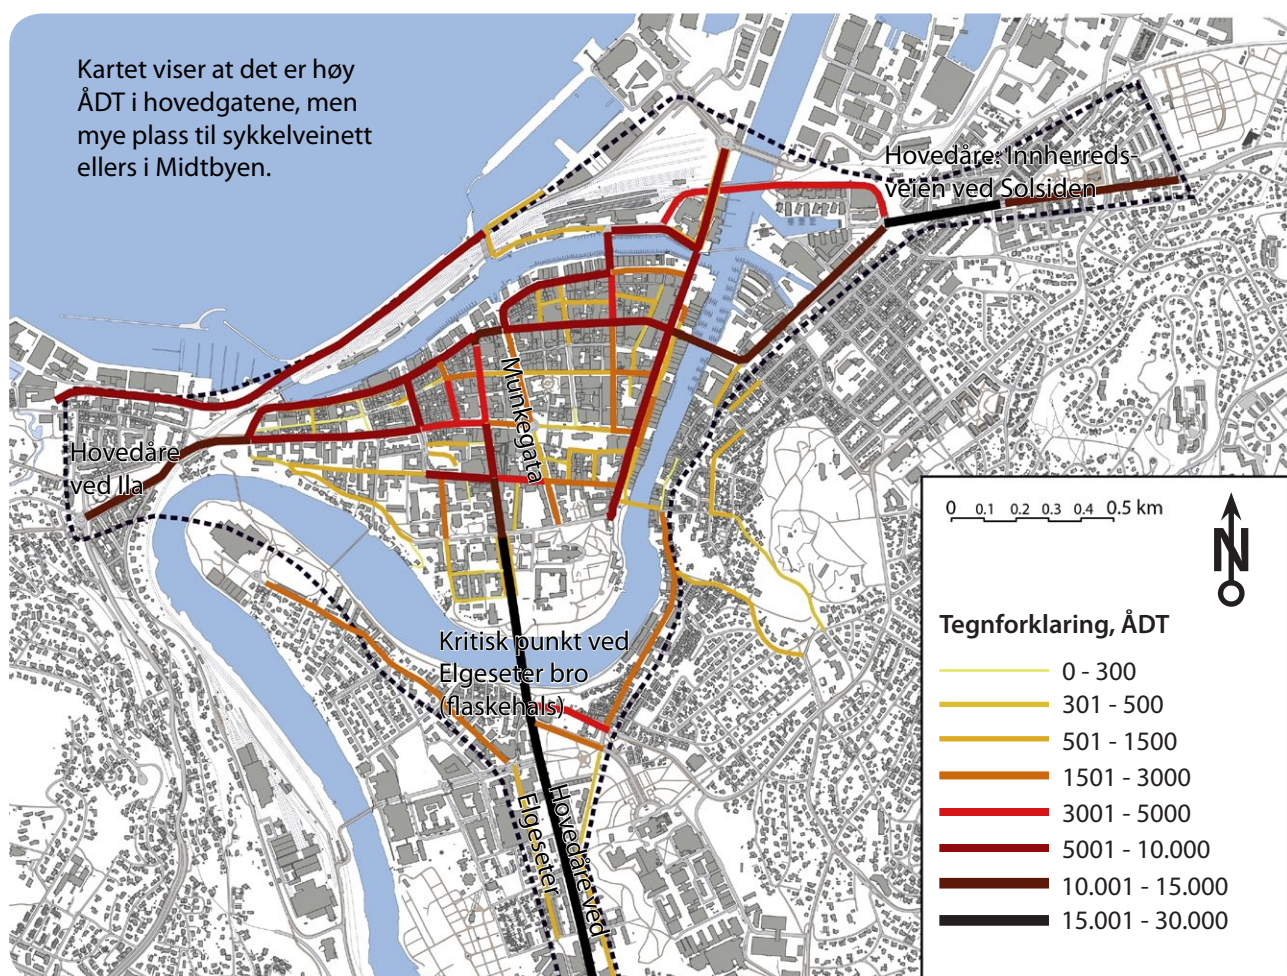 Kartet viser at det er høy
ÅDT i hovedgatene, men
mye plass til sykkelveinett
ellers i Midtbyen.
Hovedåre: Innherreds-
veien ved Solsiden
Munkegata
Hovedåre
ved Ila
Kritisk punkt ved
Elgeseter bro
(flaskehals)
Hovedåre ved
Elgeseter
0 0.1 0.2 0.3 0.4 0.5 km
N
Tegnforklaring, ÅDT
0 - 300
301 - 500
501 - 1500
1501 - 3000
3001 - 5000
5001 - 10.000
10.001 - 15.000
15.001 - 30.000